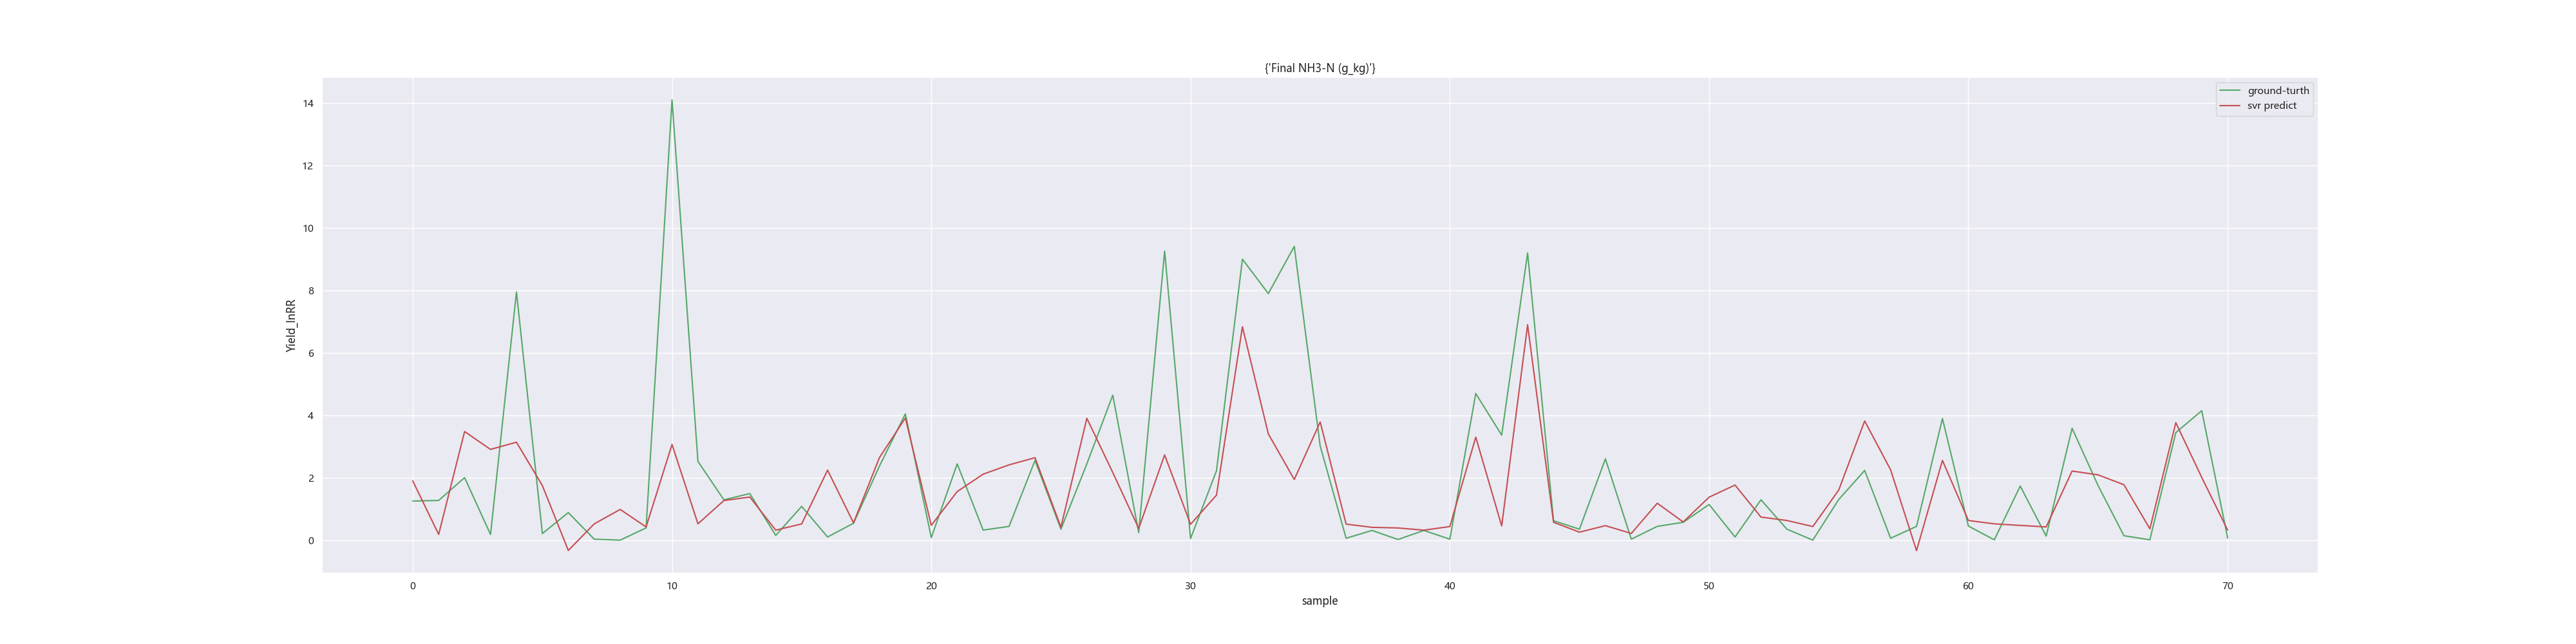 {'Final NH3-N (g_kg)'}
ground-turth
svr predict
Yield_lnRR
14
12
10
8
6
4
2
0
0 10 20 30 40 50 60 70
sample